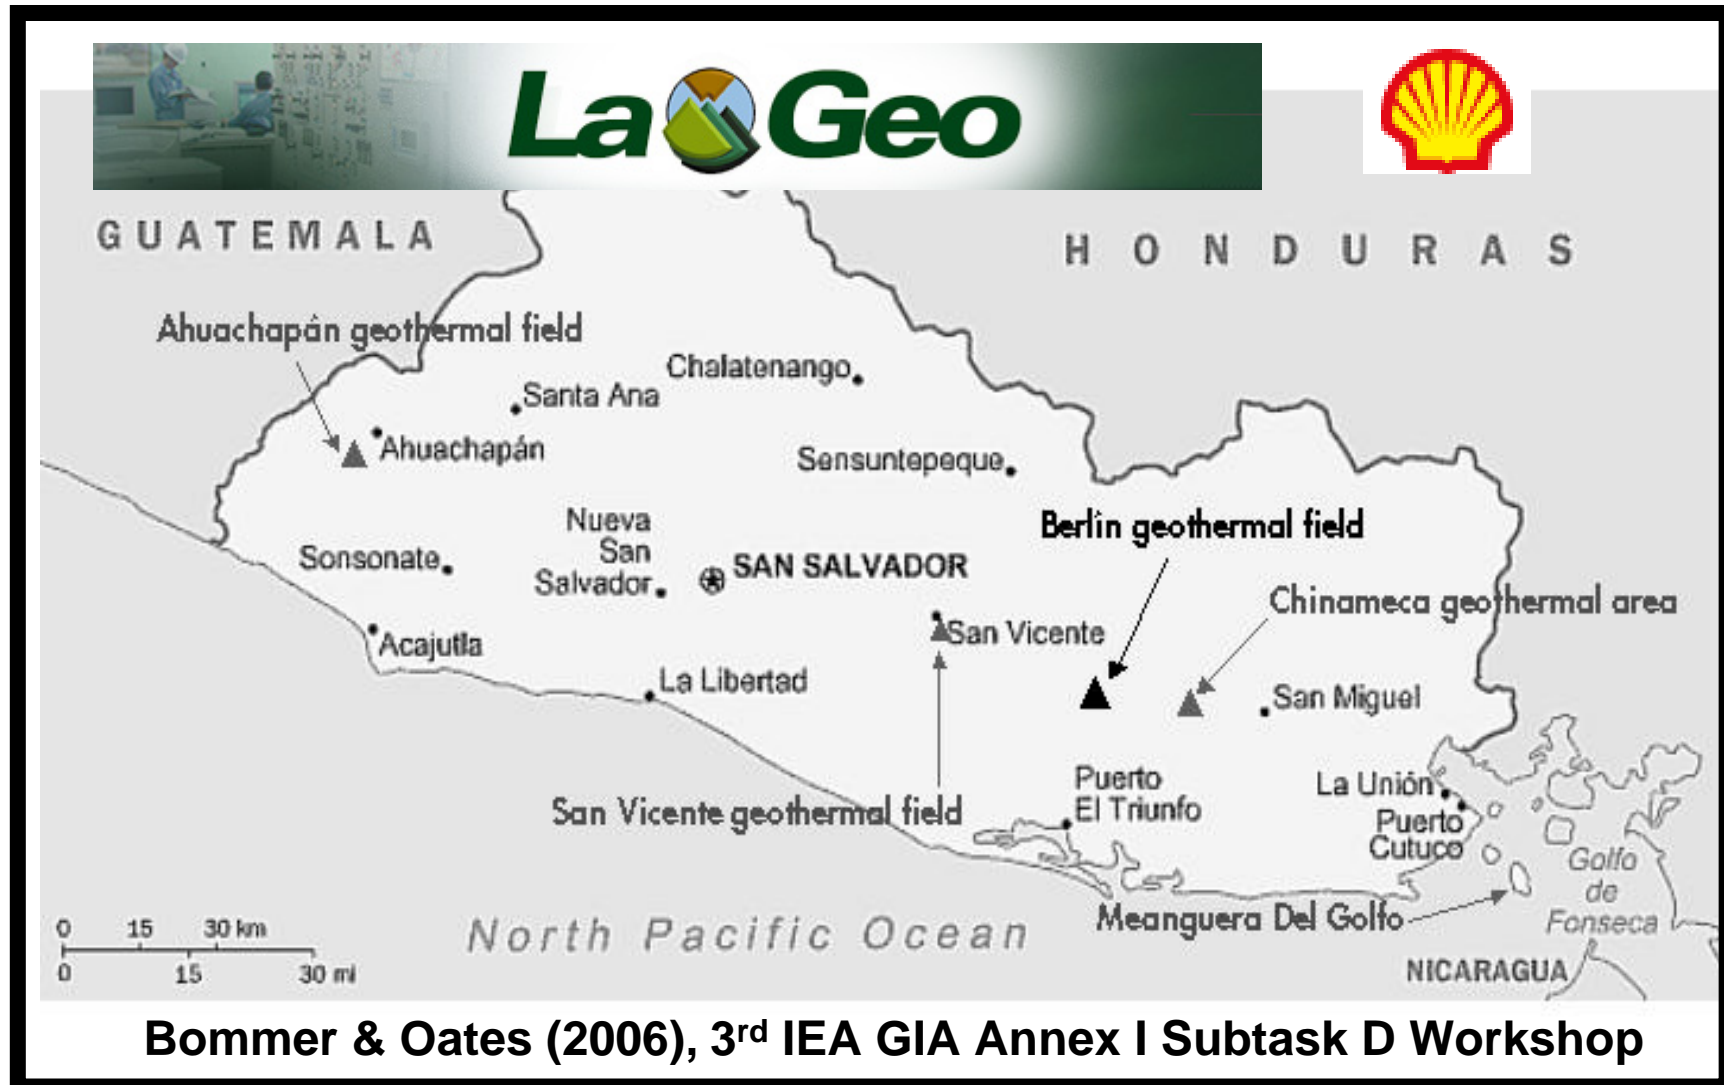 La Geo
GUATEMALA
HONDURAS
Ahuachapán geothermal field
Chalatenango
Santa Ana
Ahuachapán
Sensuntepeque
Berlín geothermal field
Nueva
San
Salvador
SAN SALVADOR
Sonsonate
Chinameca geothermal area
Acajutla
San Vicente
La Libertad
San Miguel
Puerto
El Triunfo
La Unión
San Vicente geothermal field
Puerto
Cutuco
Golfo
de
Fonseca
Meanguera Del Golfo
North Pacific Ocean
0 15 30 km
0 15 30 mi
NICARAGUA
Bommer & Oates (2006), 3rd IEA GIA Annex I Subtask D Workshop